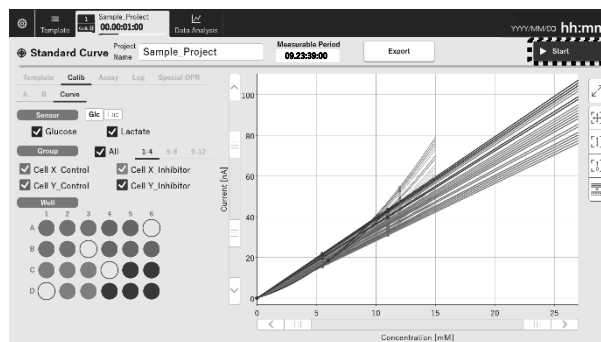 Template
1
Sample_Project
00.00:01:00
Data Analysis
YYYY/MM/DD hh:mm
Standard Curve
Project Name
Sample_Project
Measurable Period
09.23:39:00
Export
Start
Template Calib Assay Log Special OPR
A B Curve
Sensor Glc Lac
Glucose Lactate
Group All 1-4 5-8 9-12
Cell X_Control Cell X_Inhibitor
Cell Y_Control Cell Y_Inhibitor
Well
1 2 3 4 5 6
A
B
C
D
Current [nA]
100
80
60
40
20
0
0 5 10 15 20 25
Concentration [mM]